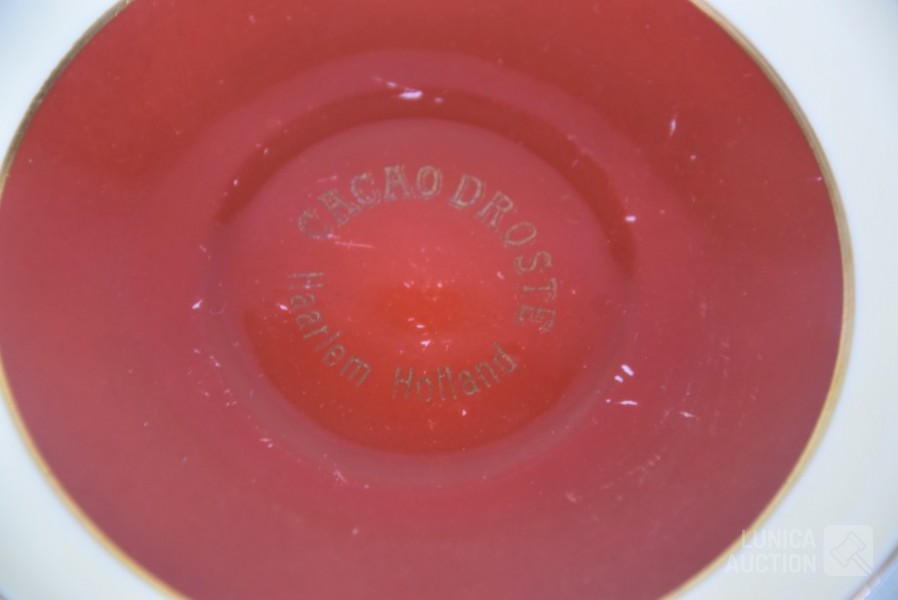 CACAO DROSTE
Haarlem Holland
LUNICA
AUCTION